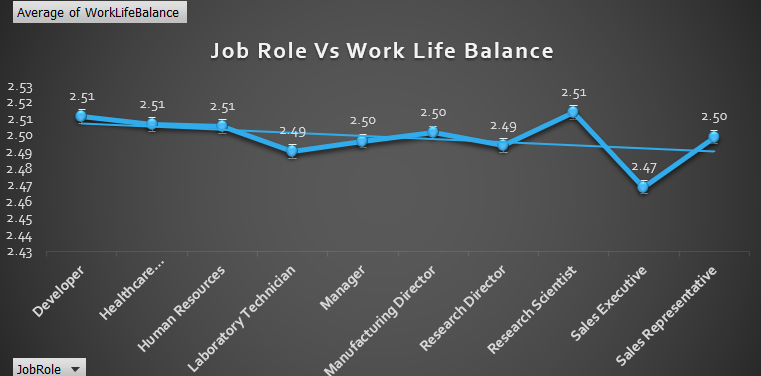 Average of WorkLifeBalance
Job Role Vs Work Life Balance
2.53
2.52
2.51
2.50
2.49
2.48
2.47
2.46
2.45
2.44
2.43
2.51
2.51
2.51
2.49
2.50
2.50
2.49
2.51
2.47
2.50
Developer
Healthcare...
Human Resources
Laboratory Technician
Manager
Manufacturing Director
Research Director
Research Scientist
Sales Executive
Sales Representative
JobRole